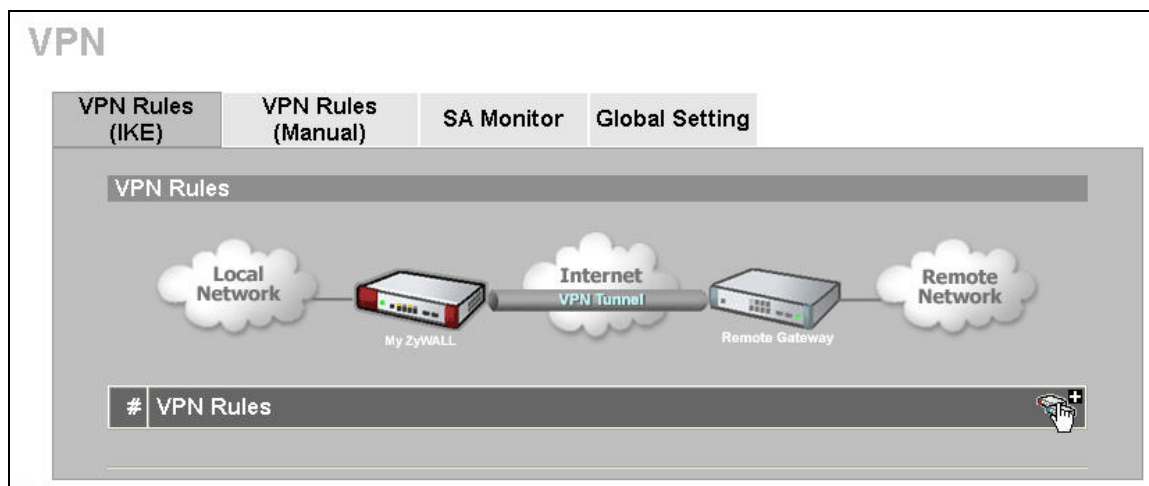 VPN
VPN Rules
(IKE)
VPN Rules
(Manual)
SA Monitor
Global Setting
VPN Rules
Local
Network
Internet
VPN Tunnel
Remote
Network
My ZyWALL
Remote Gateway
# VPN Rules